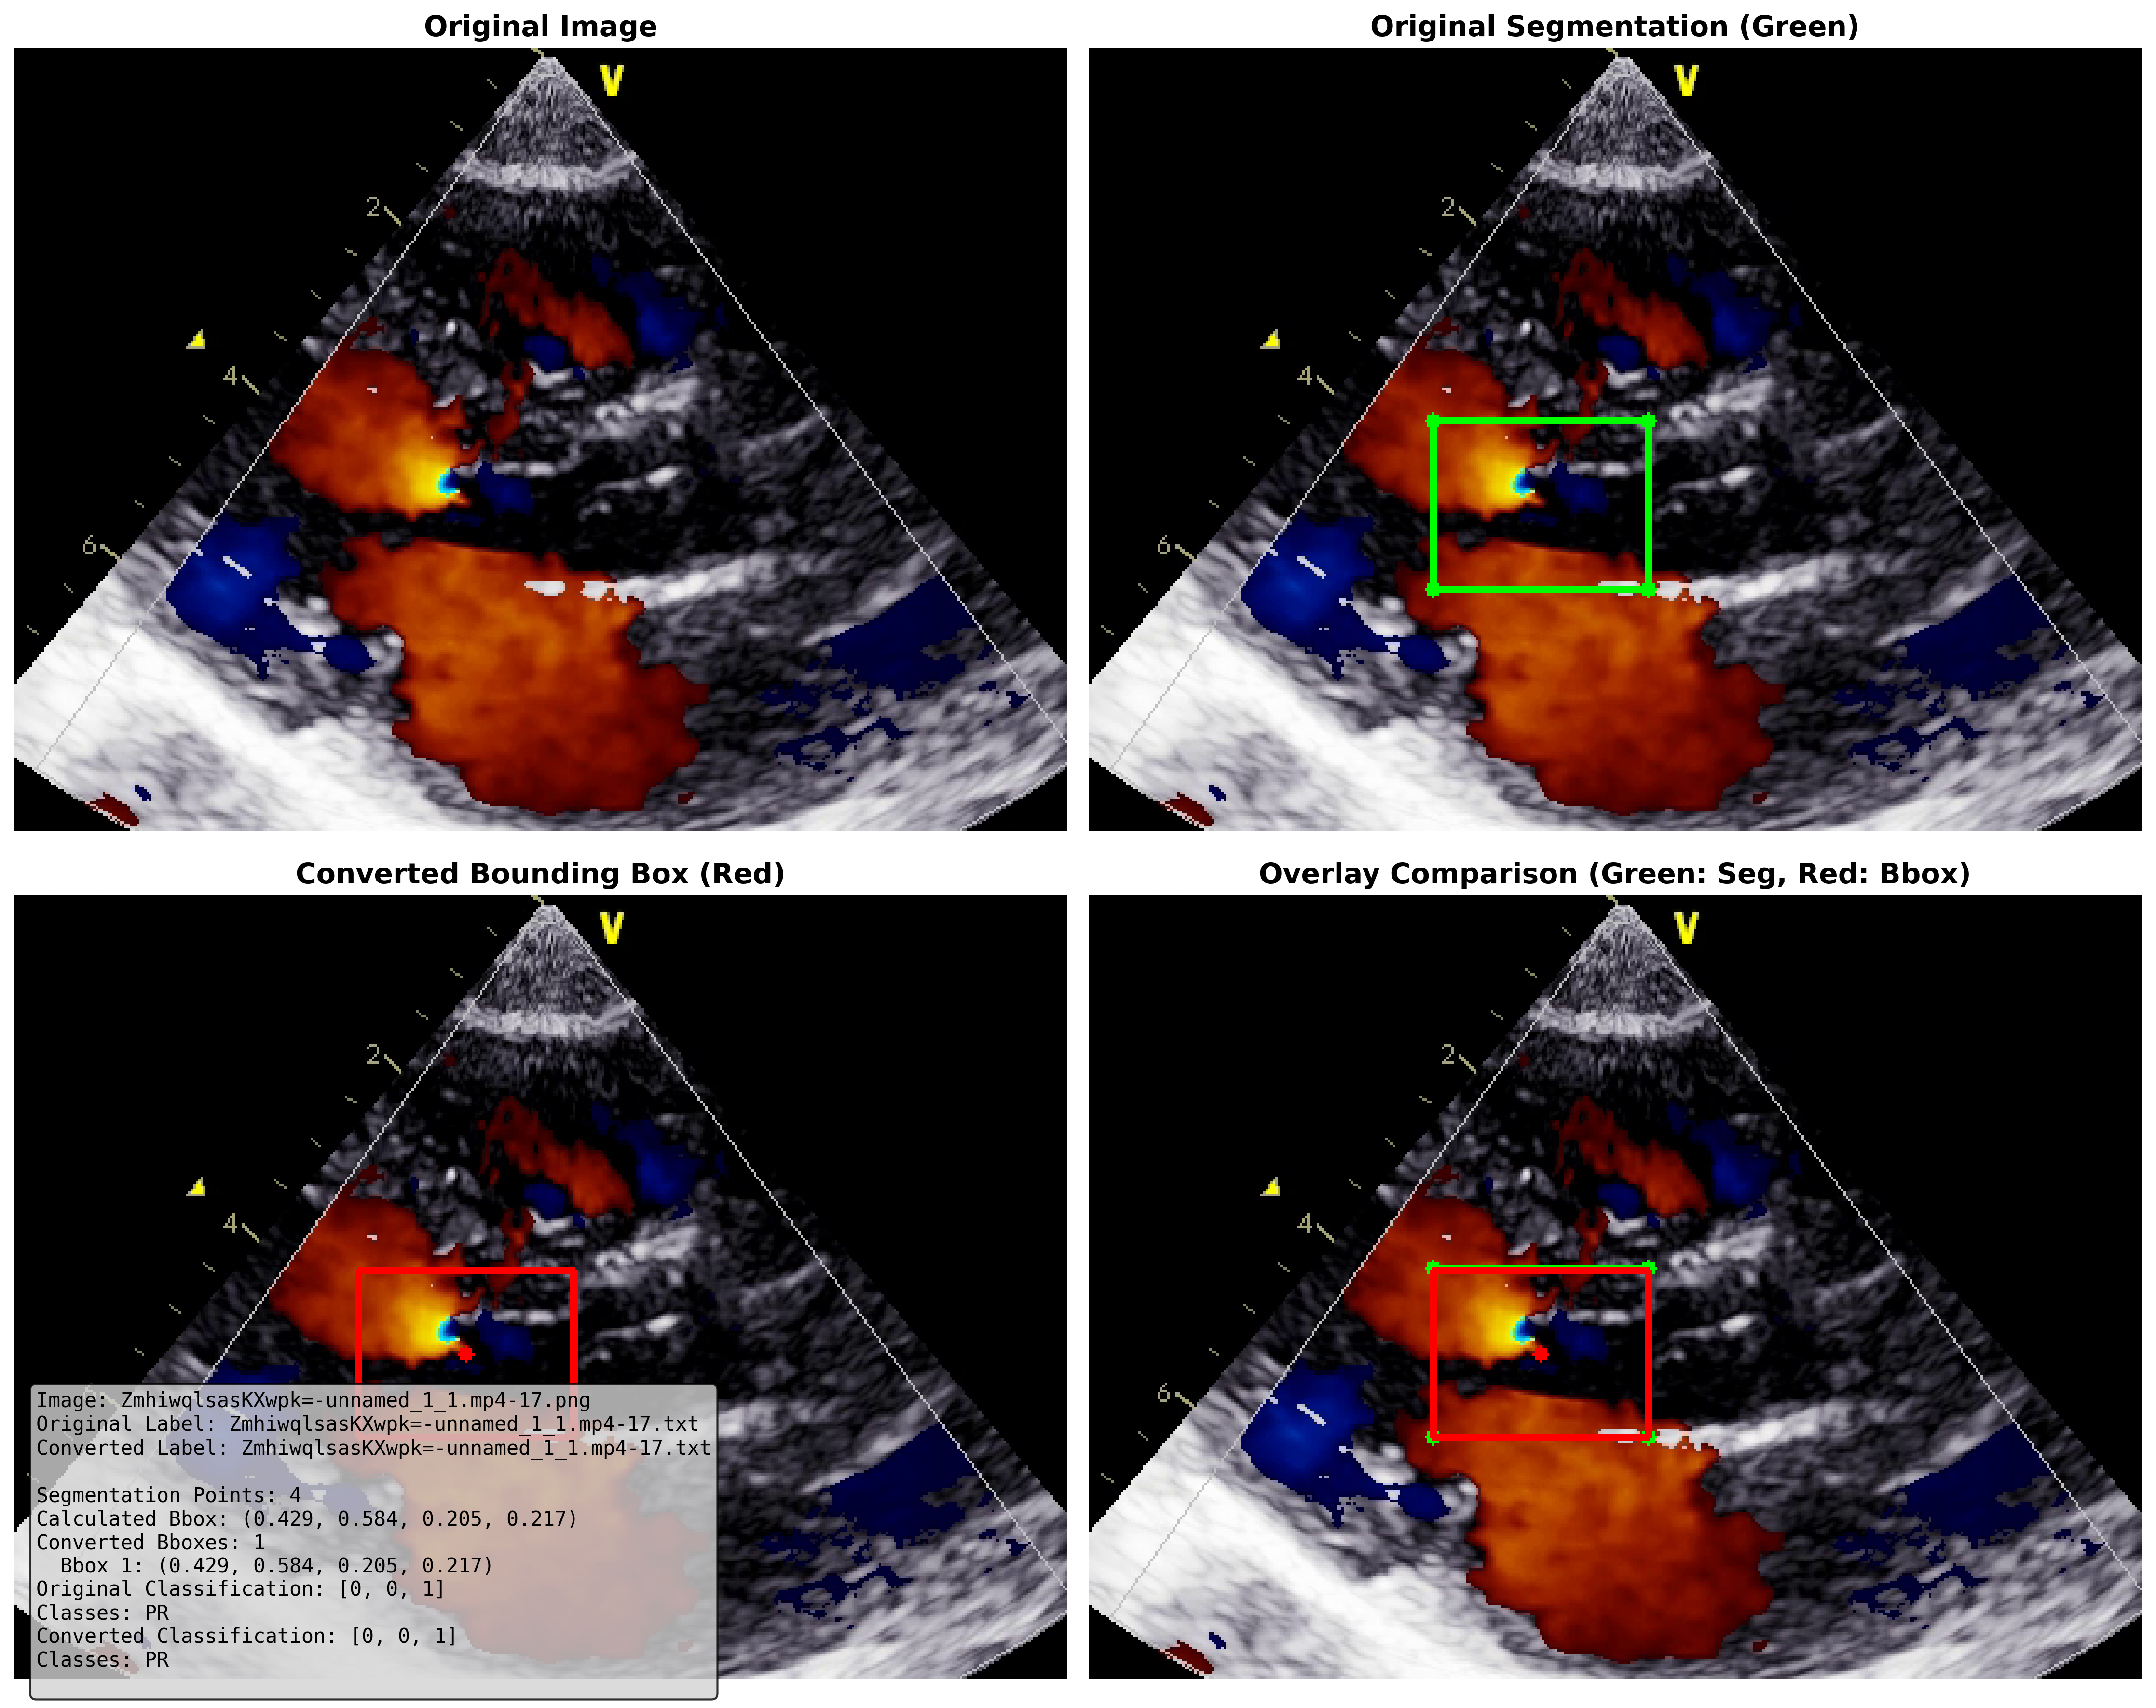 Original Image
V
2
4
6
Original Segmentation (Green)
V
2
4
6
Converted Bounding Box (Red)
V
2
4
Image: ZmhiwqlsasKXwpk=-unnamed_1_1.mp4-17.png
Original Label: ZmhiwqlsasKXwpk=-unnamed_1_1.mp4-17.txt
Converted Label: ZmhiwqlsasKXwpk=-unnamed_1_1.mp4-17.txt
Segmentation Points: 4
Calculated Bbox: (0.429, 0.584, 0.205, 0.217)
Converted Bboxes: 1
Bbox 1: (0.429, 0.584, 0.205, 0.217)
Original Classification: [0, 0, 1]
Classes: PR
Converted Classification: [0, 0, 1]
Classes: PR
Overlay Comparison (Green: Seg, Red: Bbox)
V
2
4
6